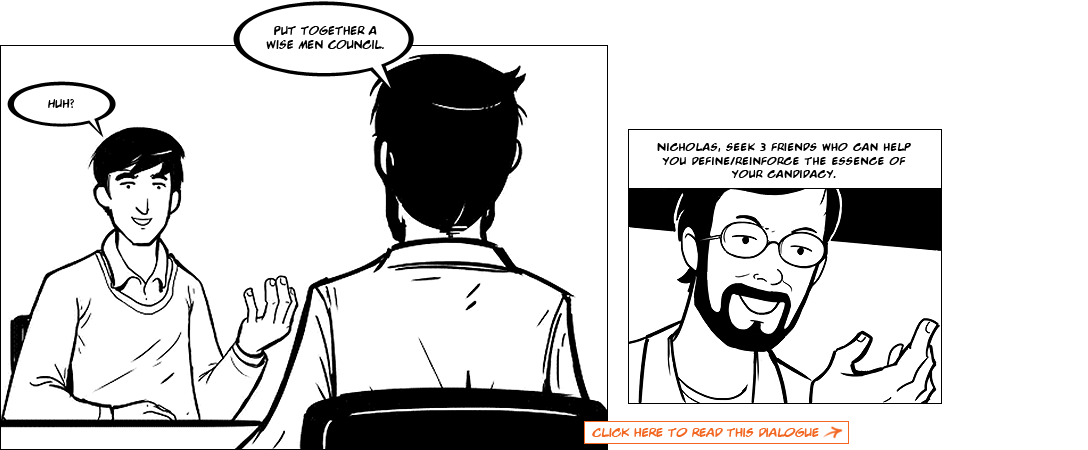 PUT TOGETHER A
WISE MEN COUNCIL.
HUH?
NICHOLAS, SEEK 3 FRIENDS WHO CAN HELP
YOU DEFINE/REINFORCE THE ESSENCE OF
YOUR CANDIDACY.
CLICK HERE TO READ THIS DIALOGUE